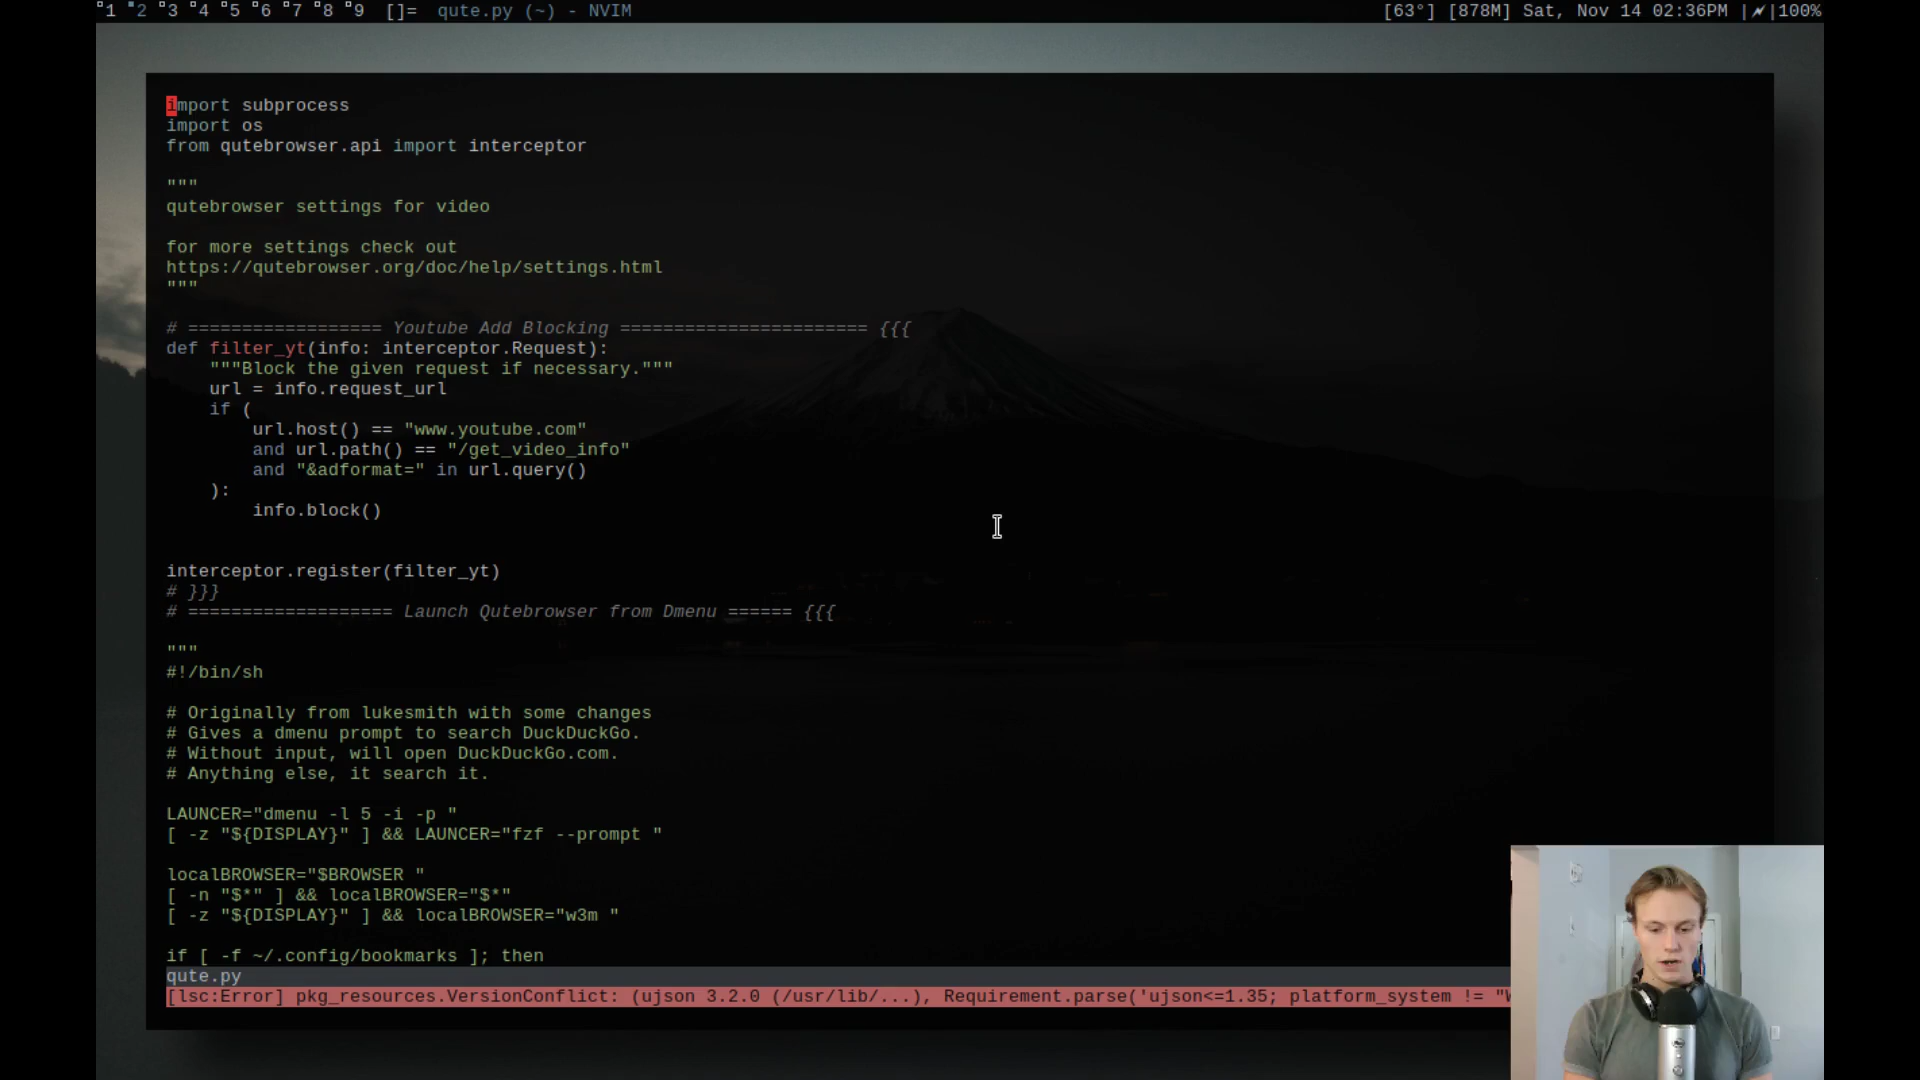 1 2 3 4 5 6 7 8 9 []= qute.py (~) - NVIM [63°] [878M] Sat, Nov 14 02:36PM | |100%
import subprocess
import os
from qutebrowser.api import interceptor
"""
qutebrowser settings for video
for more settings check out
https://qutebrowser.org/doc/help/settings.html
"""
# ================== Youtube Add Blocking ======================= {{{
def filter_yt(info: interceptor.Request):
    """Block the given request if necessary."""
    url = info.request_url
    if (
        url.host() == "www.youtube.com"
        and url.path() == "/get_video_info"
        and "&adformat=" in url.query()
    ):
        info.block()
interceptor.register(filter_yt)
# }}}
# =================== Launch Qutebrowser from Dmenu ====== {{{
"""
#!/bin/sh
# Originally from lukesmith with some changes
# Gives a dmenu prompt to search DuckDuckGo.
# Without input, will open DuckDuckGo.com.
# Anything else, it search it.
LAUNCER="dmenu -l 5 -i -p "
[ -z "${DISPLAY}" ] && LAUNCER="fzf --prompt "
localBROWSER="$BROWSER "
[ -n "$*" ] && localBROWSER="$*"
[ -z "${DISPLAY}" ] && localBROWSER="w3m "
if [ -f ~/.config/bookmarks ]; then
qute.py
[lsc:Error] pkg_resources.VersionConflict: (ujson 3.2.0 (/usr/lib/...), Requirement.parse('ujson<=1.35; platform_system != "